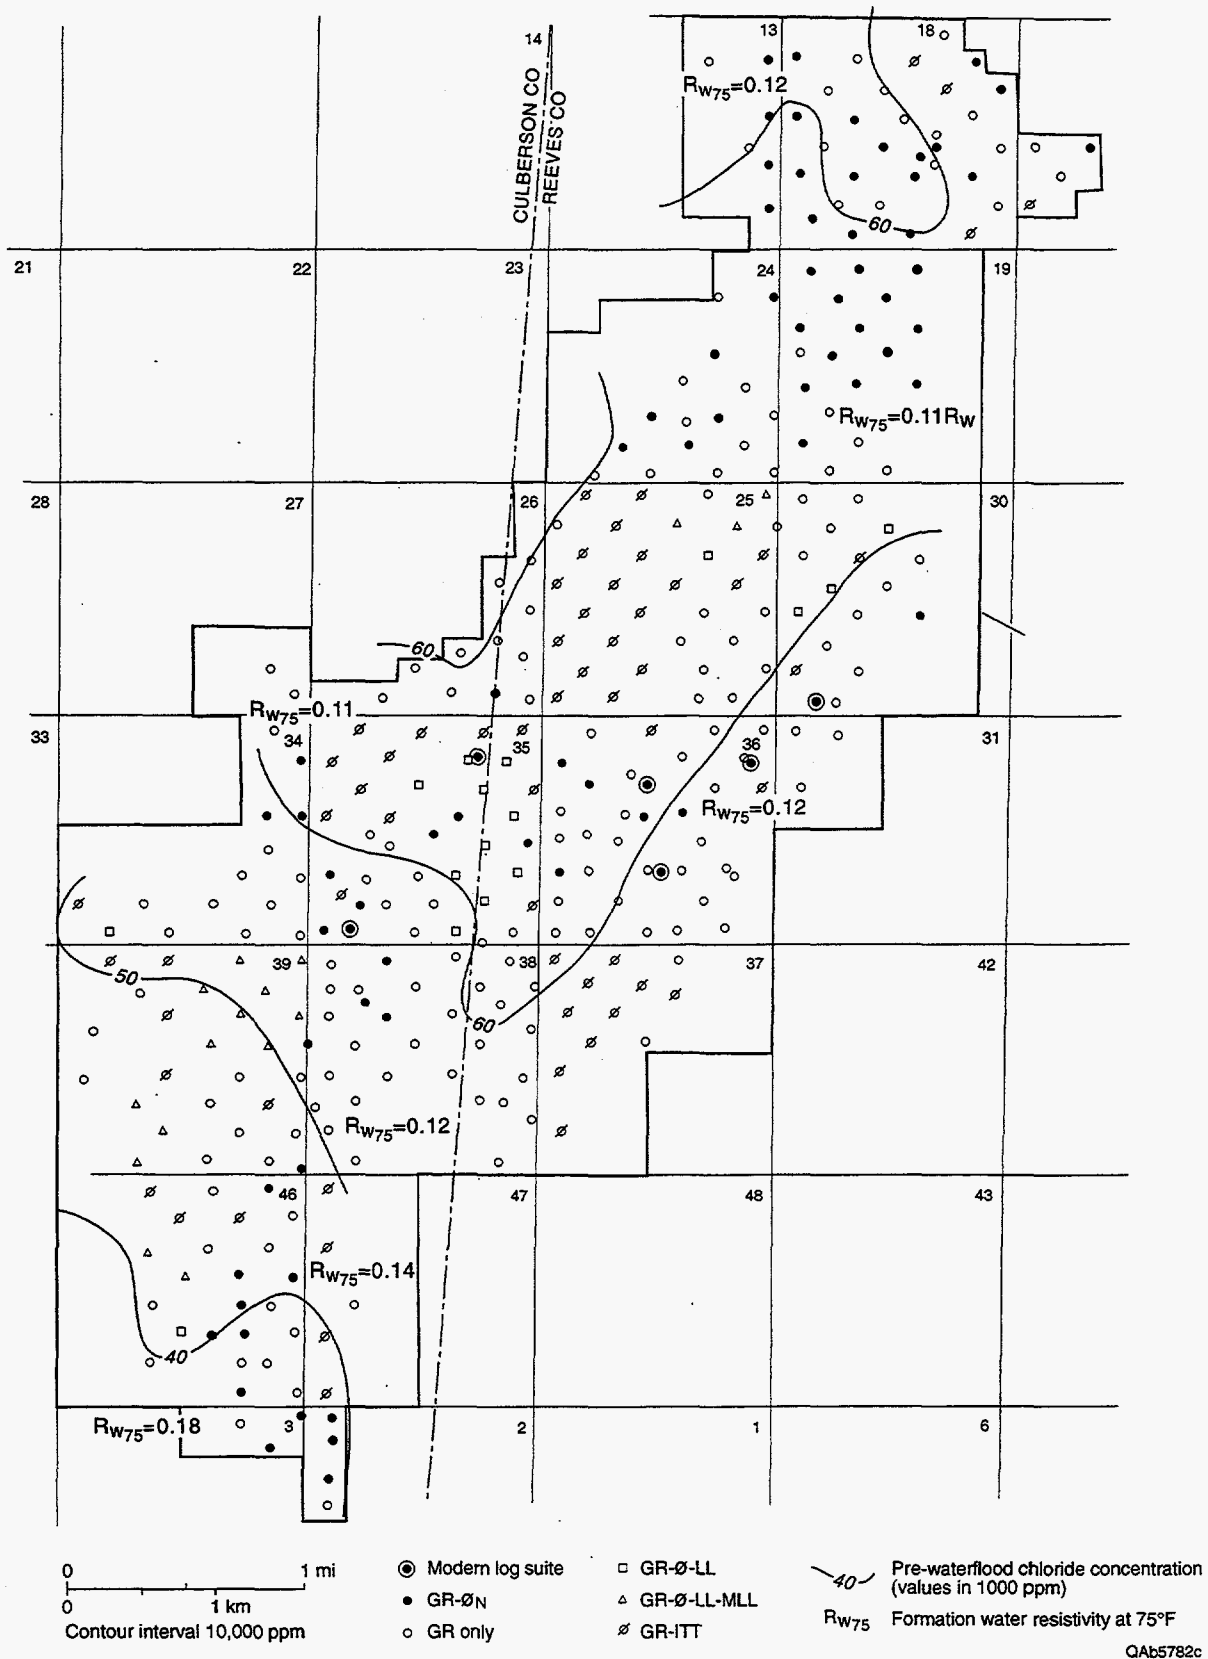 14
13
18
CULBERSON CO
REEVES CO
RW75=0.12
60
21
22
23
24
19
RW75=0.11RW
28
27
26
25
30
60
RW75=0.11
33
34
35
36
31
RW75=0.12
50
39
38
37
42
60
RW75=0.12
46
47
48
43
RW75=0.14
40
RW75=0.18
3
2
1
6
0 1 mi
0 1 km
Contour interval 10,000 ppm
Modern log suite
GR-ØN
GR only
GR-Ø-LL
GR-Ø-LL-MLL
GR-ITT
40 Pre-waterflood chloride concentration
(values in 1000 ppm)
RW75 Formation water resistivity at 75°F
QAb5782c